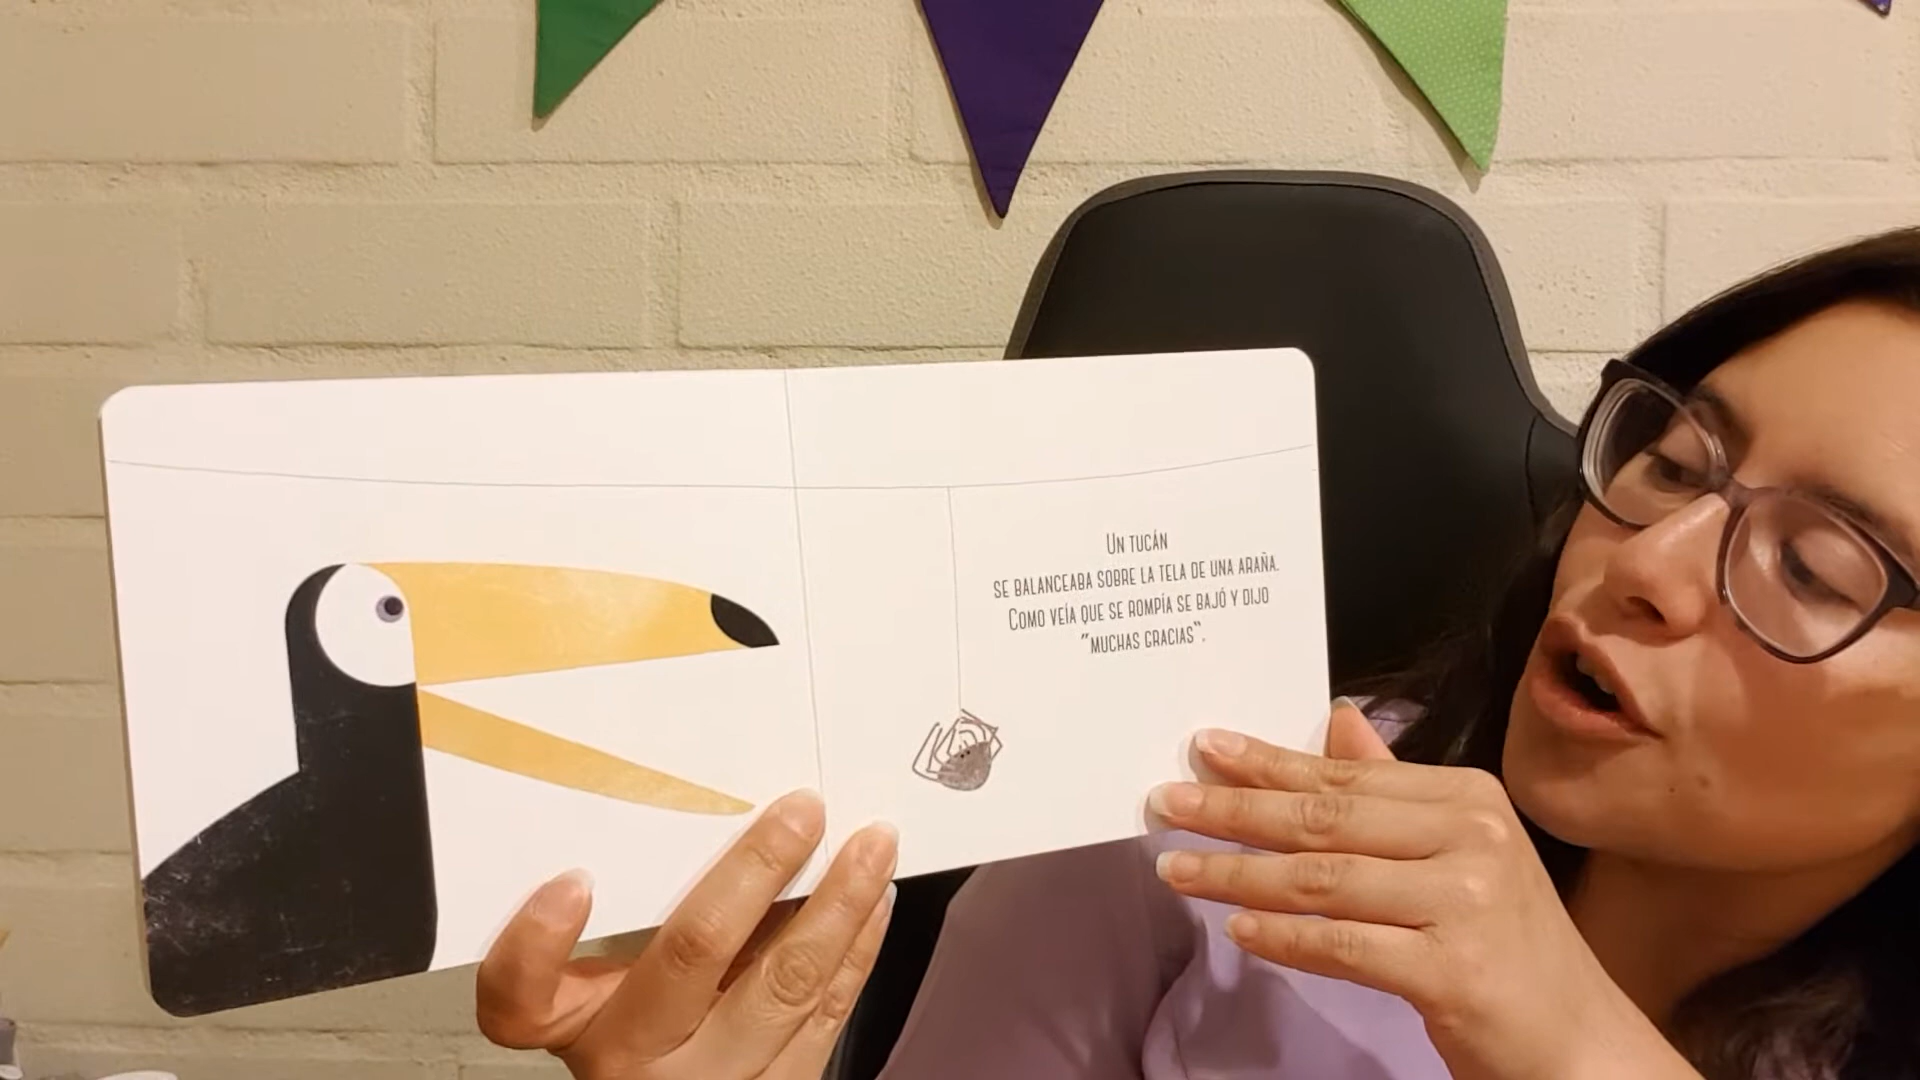 Un tucán
se balanceaba sobre la tela de una araña.
Como veía que se rompía se bajó y dijo
"muchas gracias".